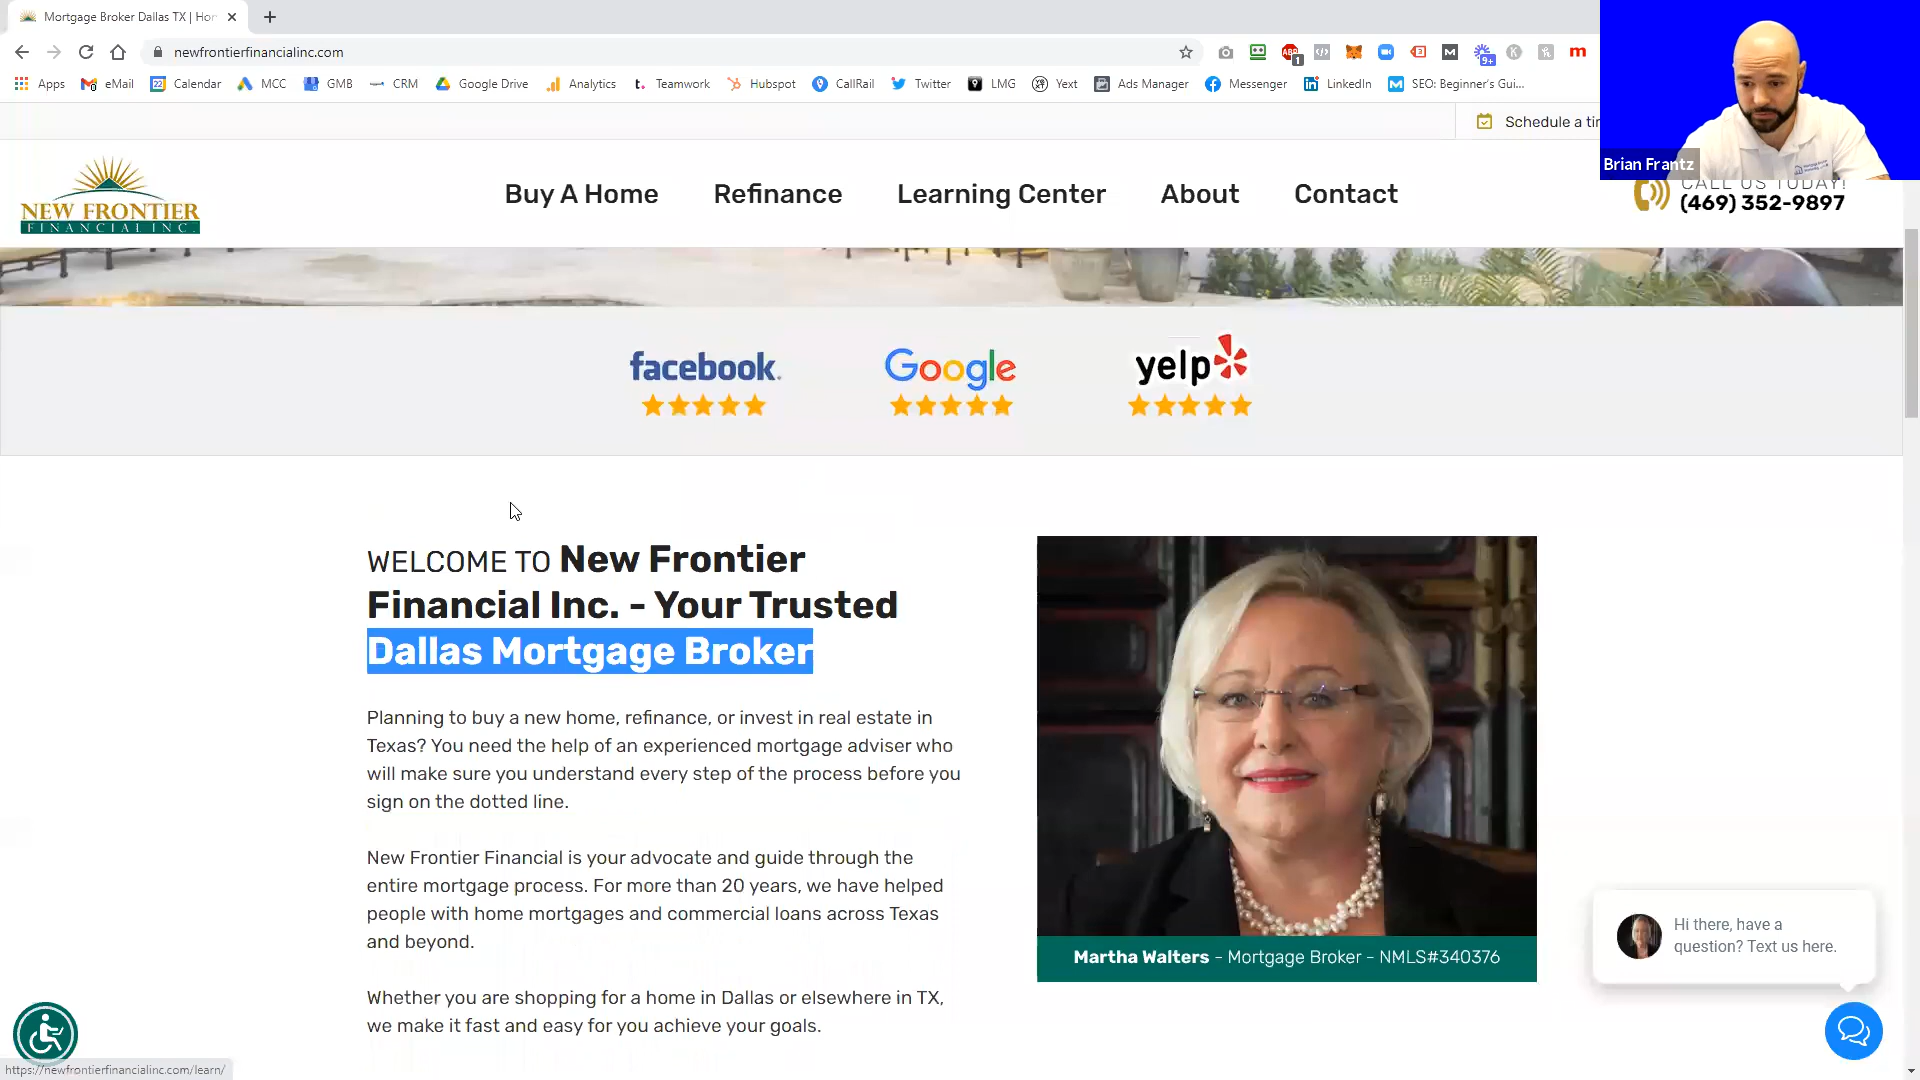 Mortgage Broker Dallas TX | Hor
newfrontierfinancialinc.com
ABP
1
3
9+
Apps
eMail
22
Calendar
MCC
GMB
CRM
Google Drive
Analytics
t.
Teamwork
Hubspot
CallRail
Twitter
LMG
Yext
Ads Manager
Messenger
LinkedIn
SEO: Beginner's Gui...
Schedule a ti
Brian Frantz
NEW FRONTIER
FINANCIAL INC.
Buy A Home
Refinance
Learning Center
About
Contact
CALL US TODAY!
(469) 352-9897
facebook.
Google
yelp
WELCOME TO New Frontier
Financial Inc. - Your Trusted
Dallas Mortgage Broker
Planning to buy a new home, refinance, or invest in real estate in
Texas? You need the help of an experienced mortgage adviser who
will make sure you understand every step of the process before you
sign on the dotted line.
New Frontier Financial is your advocate and guide through the
entire mortgage process. For more than 20 years, we have helped
people with home mortgages and commercial loans across Texas
and beyond.
Whether you are shopping for a home in Dallas or elsewhere in TX,
we make it fast and easy for you achieve your goals.
Martha Walters - Mortgage Broker - NMLS#340376
Hi there, have a
question? Text us here.
https://newfrontierfinancialinc.com/learn/